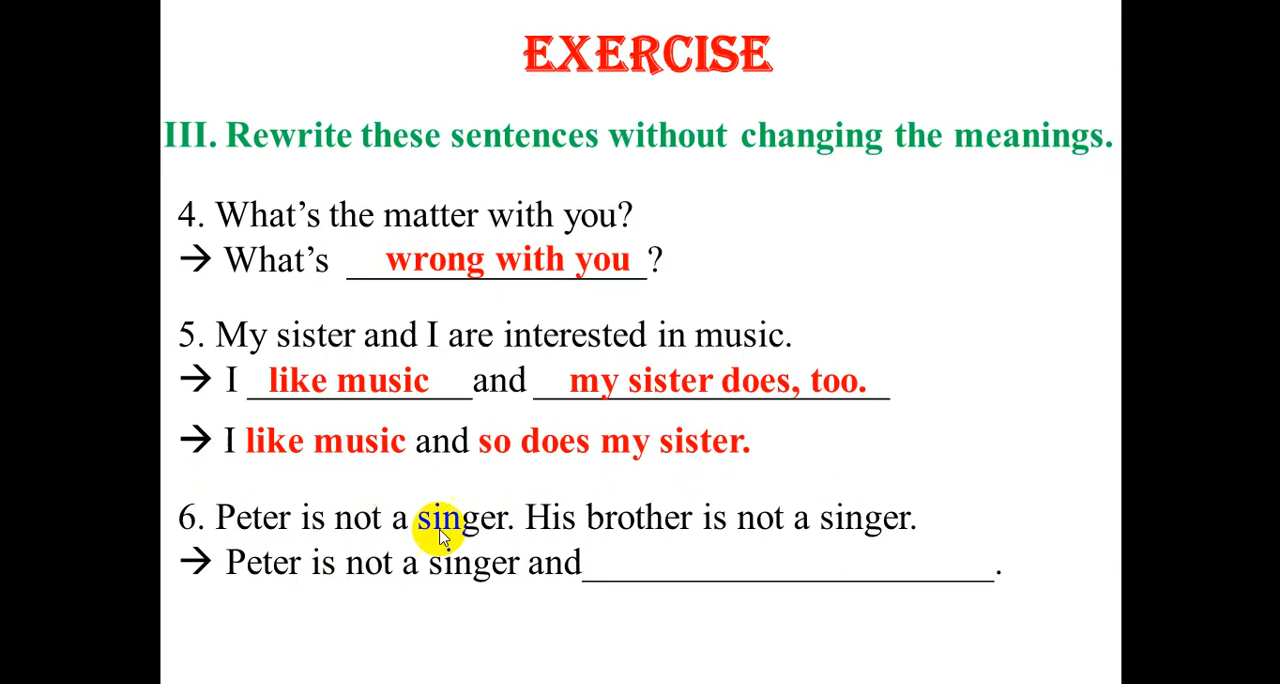 EXERCISE
III. Rewrite these sentences without changing the meanings.
4. What’s the matter with you?
→ What’s wrong with you?
5. My sister and I are interested in music.
→ I like music and my sister does, too.
→ I like music and so does my sister.
6. Peter is not a singer. His brother is not a singer.
→ Peter is not a singer and____________________.